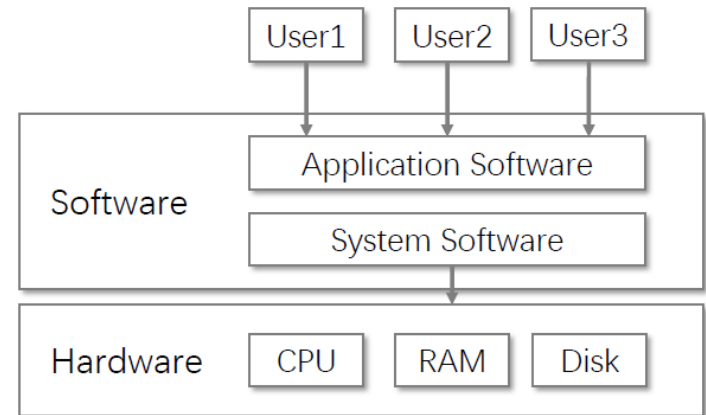 User1 User2 User3
Application Software
Software
System Software
Hardware CPU RAM Disk